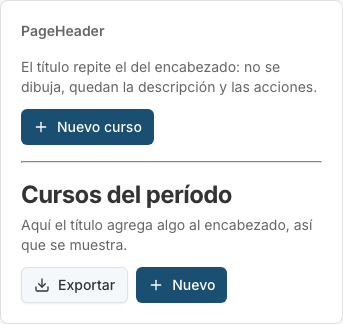 PageHeader
El título repite el del encabezado: no se
dibuja, quedan la descripción y las acciones.
Nuevo curso
Cursos del período
Aquí el título agrega algo al encabezado, así
que se muestra.
Exportar
Nuevo